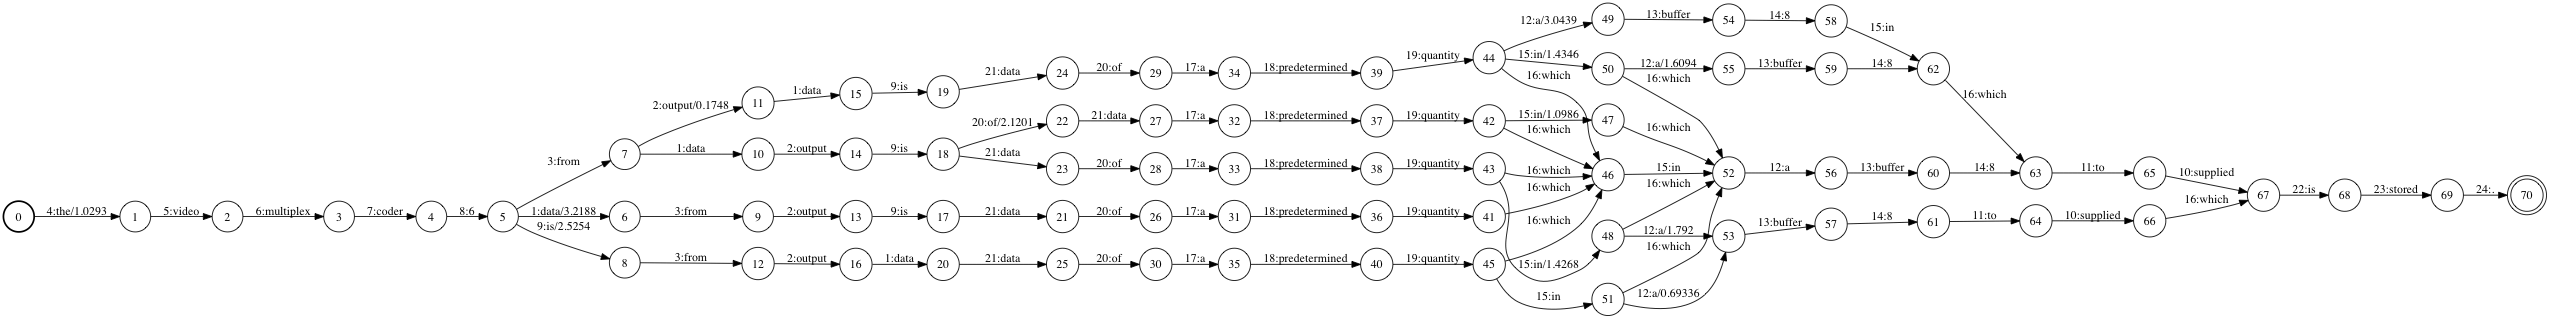 12:a/3.0439 49 13:buffer 54 14:8 58 15:in
44 15:in/1.4346 50 12:a/1.6094 55 13:buffer 59 14:8 62
24 20:of 29 17:a 34 18:predetermined 39 19:quantity 16:which 16:which
21:data
2:output/0.1748 11 1:data 15 9:is 19 16:which
20:of/2.1201 22 21:data 27 17:a 32 18:predetermined 37 19:quantity 42 15:in/1.0986 47 16:which
16:which
3:from 7 1:data 10 2:output 14 9:is 18 21:data
23 20:of 28 17:a 33 18:predetermined 38 19:quantity 43 16:which 46 15:in 52 12:a 56 13:buffer 60 14:8 63 11:to 65 10:supplied
16:which 16:which
0 4:the/1.0293 1 5:video 2 6:multiplex 3 7:coder 4 8:6 5 1:data/3.2188 6 3:from 9 2:output 13 9:is 17 21:data 21 20:of 26 17:a 31 18:predetermined 36 19:quantity 41 67 22:is 68 23:stored 69 24:. 70
9:is/2.5254 16:which 48 12:a/1.792 53 13:buffer 57 14:8 61 11:to 64 10:supplied 66 16:which
8 3:from 12 2:output 16 1:data 20 21:data 25 20:of 30 17:a 35 18:predetermined 40 19:quantity 45 15:in/1.4268 16:which
15:in 51 12:a/0.69336